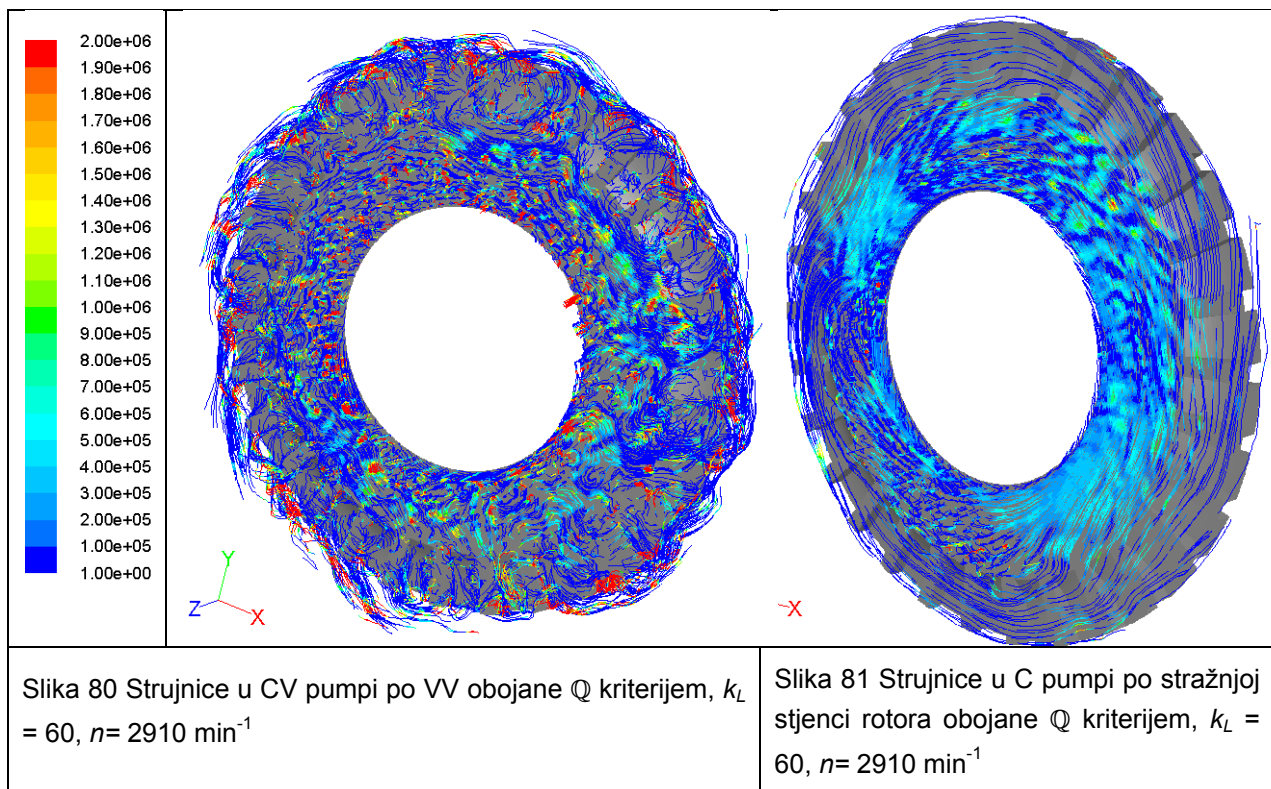 2.00e+06
1.90e+06
1.80e+06
1.70e+06
1.60e+06
1.50e+06
1.40e+06
1.30e+06
1.20e+06
1.10e+06
1.00e+06
9.00e+05
8.00e+05
7.00e+05
6.00e+05
5.00e+05
4.00e+05
3.00e+05
2.00e+05
1.00e+05
1.00e+00
Y
Z
X
X
Slika 80 Strujnice u CV pumpi po VV obojane ℚ kriterijem, k_L
= 60, n= 2910 min⁻¹
Slika 81 Strujnice u C pumpi po stražnjoj
stjenci rotora obojane ℚ kriterijem, k_L =
60, n= 2910 min⁻¹